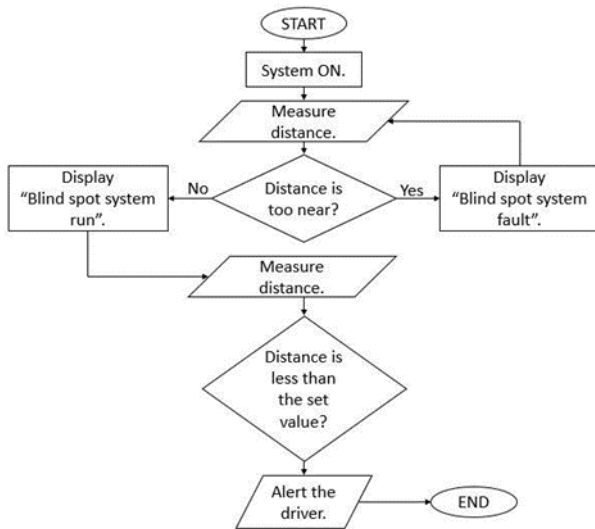 START
System ON.
Measure
distance.
Display
“Blind spot system
run”.
No
Distance is
too near?
Yes
Display
“Blind spot system
fault”.
Measure
distance.
Distance is
less than
the set
value?
Alert the
driver.
END